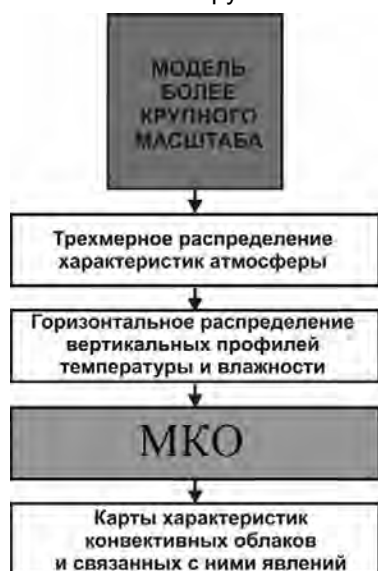 МОДЕЛЬ
БОЛЕЕ
КРУПНОГО
МАСШТАБА
Трехмерное распределение
характеристик атмосферы
Горизонтальное распределение
вертикальных профилей
температуры и влажности
МКО
Карты характеристик
конвективных облаков
и связанных с ними явлений